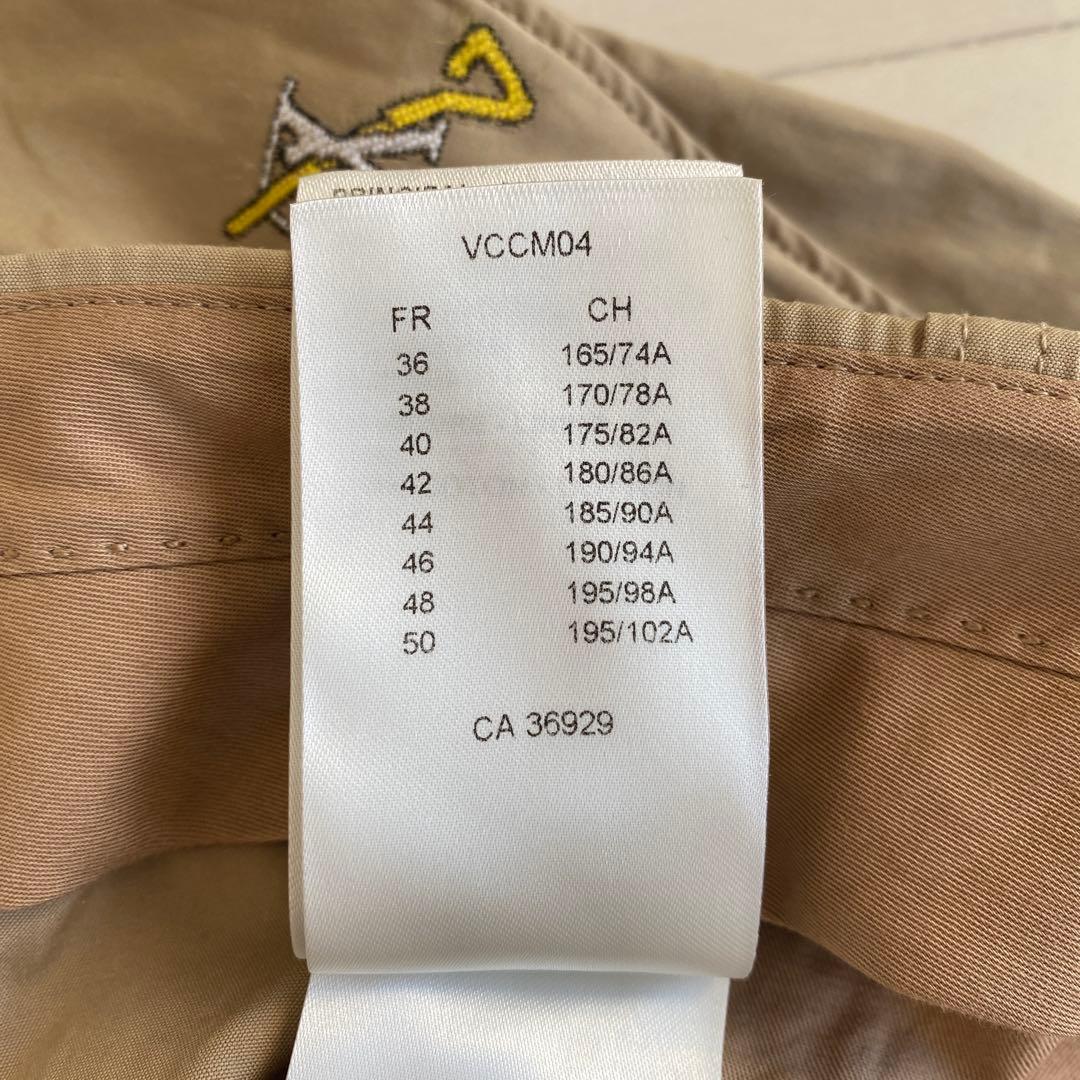 VCCM04
FR CH
36 165/74A
38 170/78A
40 175/82A
42 180/86A
44 185/90A
46 190/94A
48 195/98A
50 195/102A
CA 36929